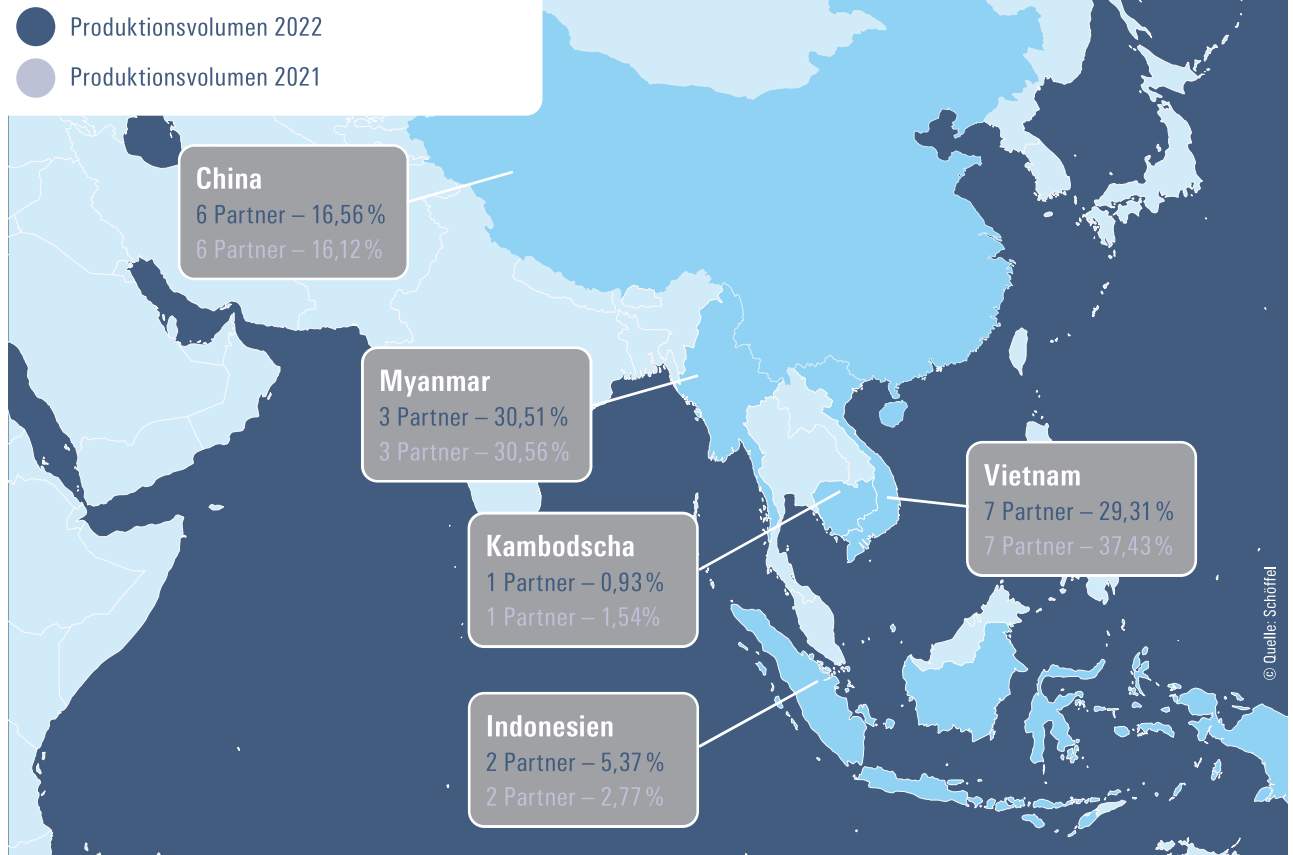 Produktionsvolumen 2022
Produktionsvolumen 2021
China
6 Partner – 16,56 %
6 Partner – 16,12 %
Myanmar
3 Partner – 30,51 %
3 Partner – 30,56 %
Vietnam
7 Partner – 29,31 %
7 Partner – 37,43 %
Kambodscha
1 Partner – 0,93 %
1 Partner – 1,54%
Indonesien
2 Partner – 5,37 %
2 Partner – 2,77 %
© Quelle: Schöffel